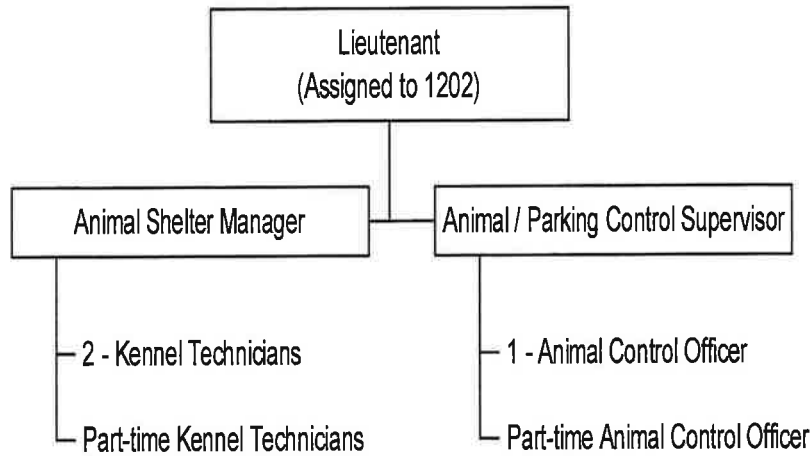 Lieutenant
(Assigned to 1202)
Animal Shelter Manager
Animal / Parking Control Supervisor
2 - Kennel Technicians
1 - Animal Control Officer
Part-time Kennel Technicians
Part-time Animal Control Officer